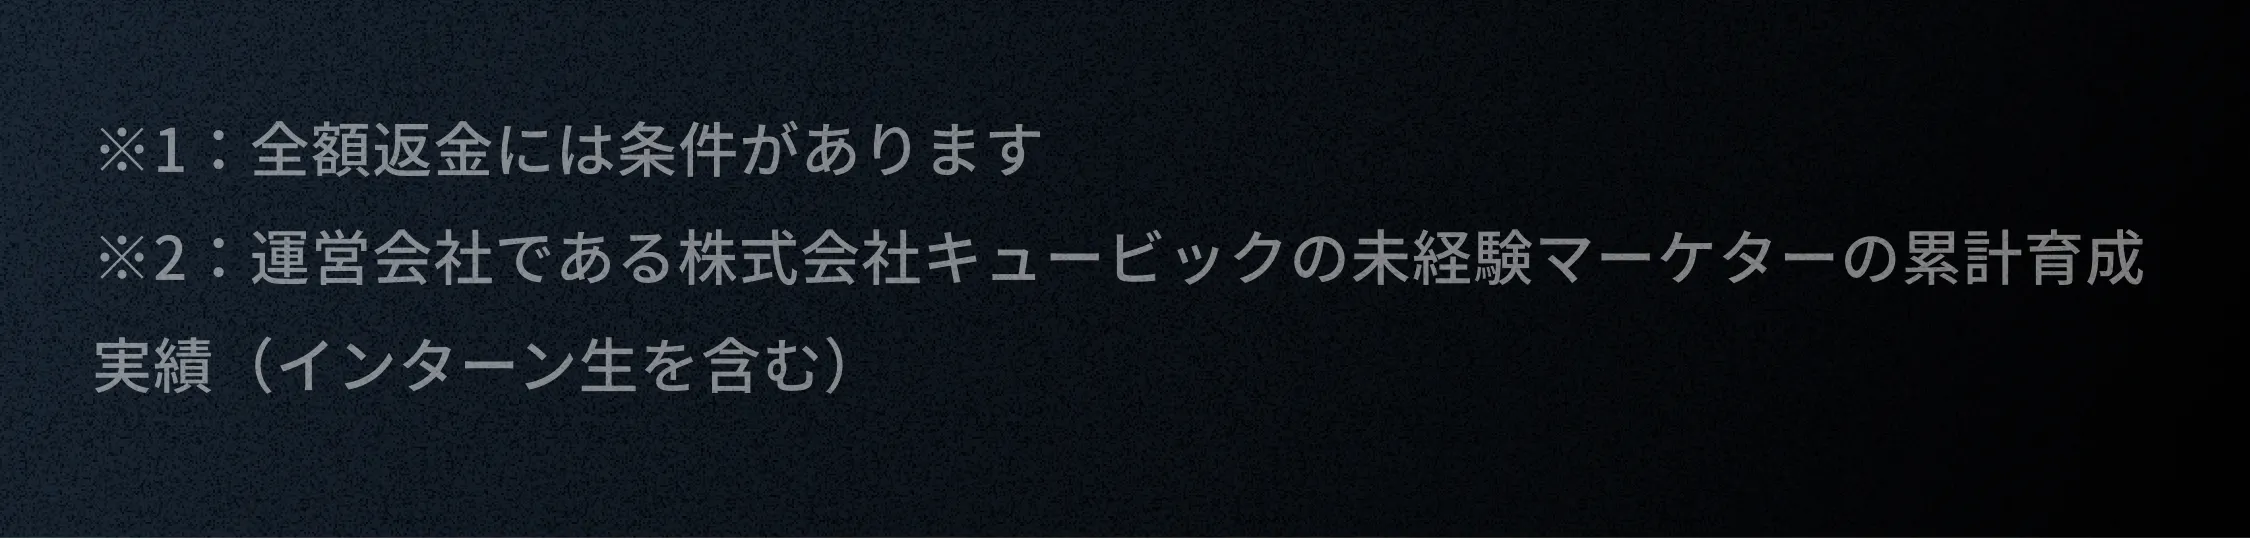 ※1：全額返金には条件があります
※2：運営会社である株式会社キュービックの未経験マーケターの累計育成
実績（インターン生を含む）